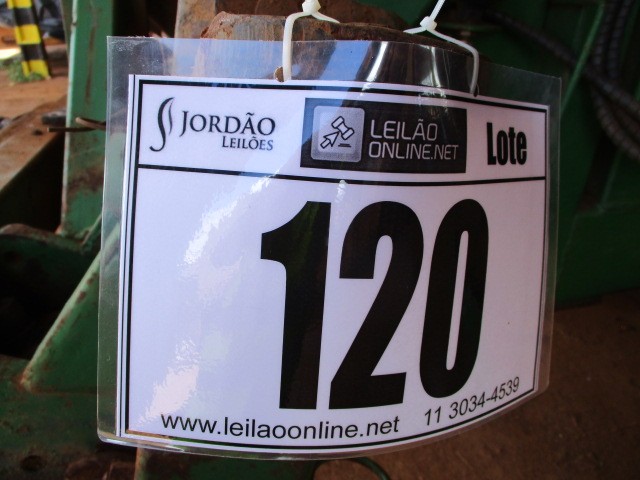 JORDÃO
LEILÕES
LEILÃO
ONLINE.NET
Lote
120
www.leilaoonline.net 11 3034-4539